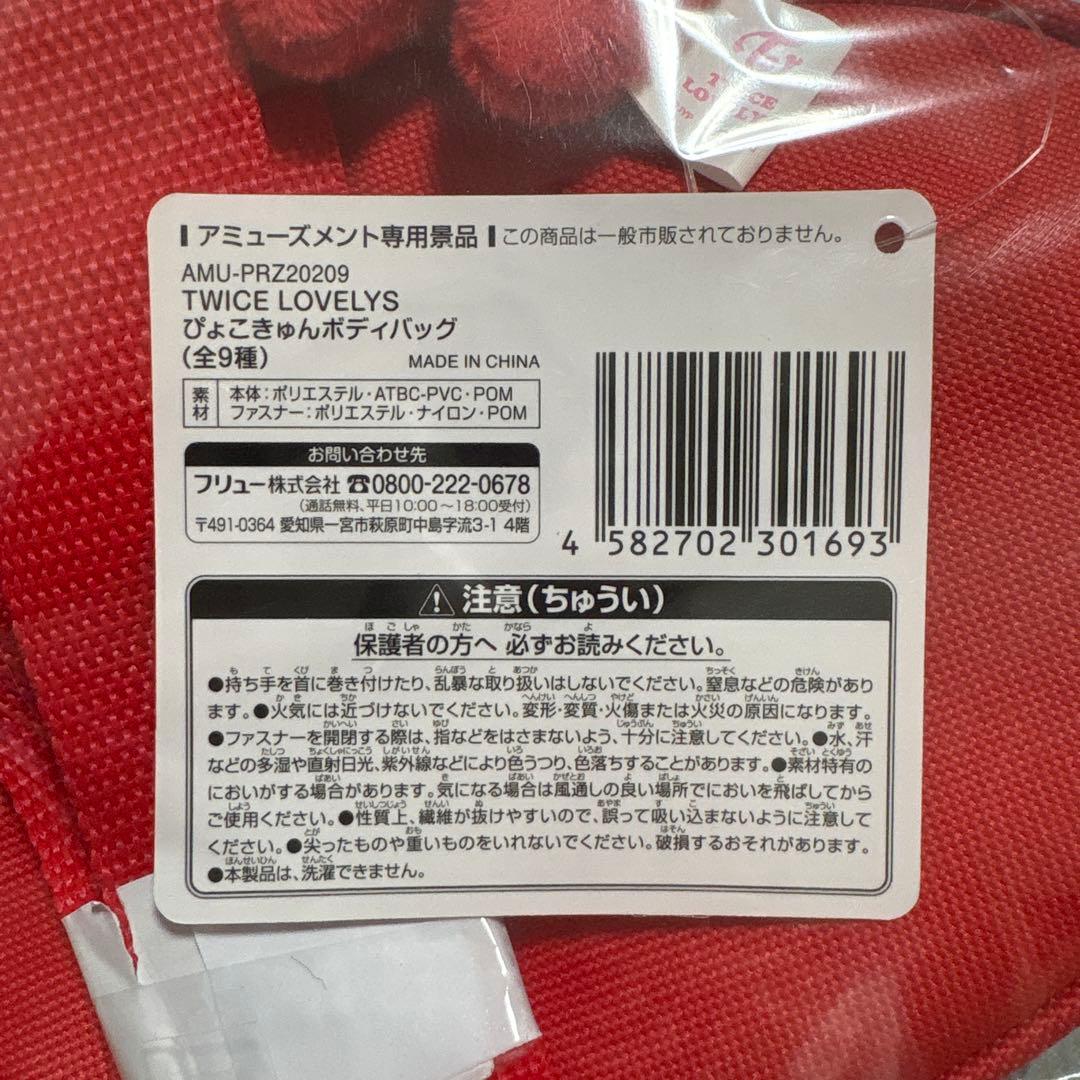 TWICE
アミューズメント専用景品 この商品は一般市販されておりません。
AMU-PRZ20209
TWICE LOVELYS
ぴょこきゅんボディバッグ
(全9種) MADE IN CHINA
素材
本体:ポリエステル・ATBC-PVC・POM
ファスナー:ポリエステル・ナイロン・POM
お問い合わせ先
フリュー株式会社 ☎0800-222-0678
(通話無料、平日10:00~18:00受付)
〒491-0364 愛知県一宮市萩原町中島字流3-1 4階
4 582702 301693
⚠ 注意(ちゅうい)
保護者の方へ 必ずお読みください。
●持ち手を首に巻き付けたり、乱暴な取り扱いはしないでください。窒息などの危険があり
ます。●火気には近づけないでください。変形・変質・火傷または火災の原因になります。
●ファスナーを開閉する際は、指などをはさまないよう、十分に注意してください。●水、汗
などの多湿や直射日光、紫外線などにより色うつり、色落ちすることがあります。●素材特有の
においがする場合があります。気になる場合は風通しの良い場所でにおいを飛ばしてから
ご使用ください。●性質上、繊維が抜けやすいので、誤って吸い込まないように注意して
ください。●尖ったものや重いものをいれないでください。破損するおそれがあります。
●本製品は、洗濯できません。